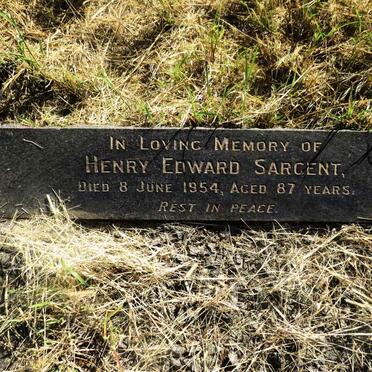 In Loving Memory of
Henry Edward Sargent,
Died 8 June 1954, Aged 87 years.
Rest in peace.